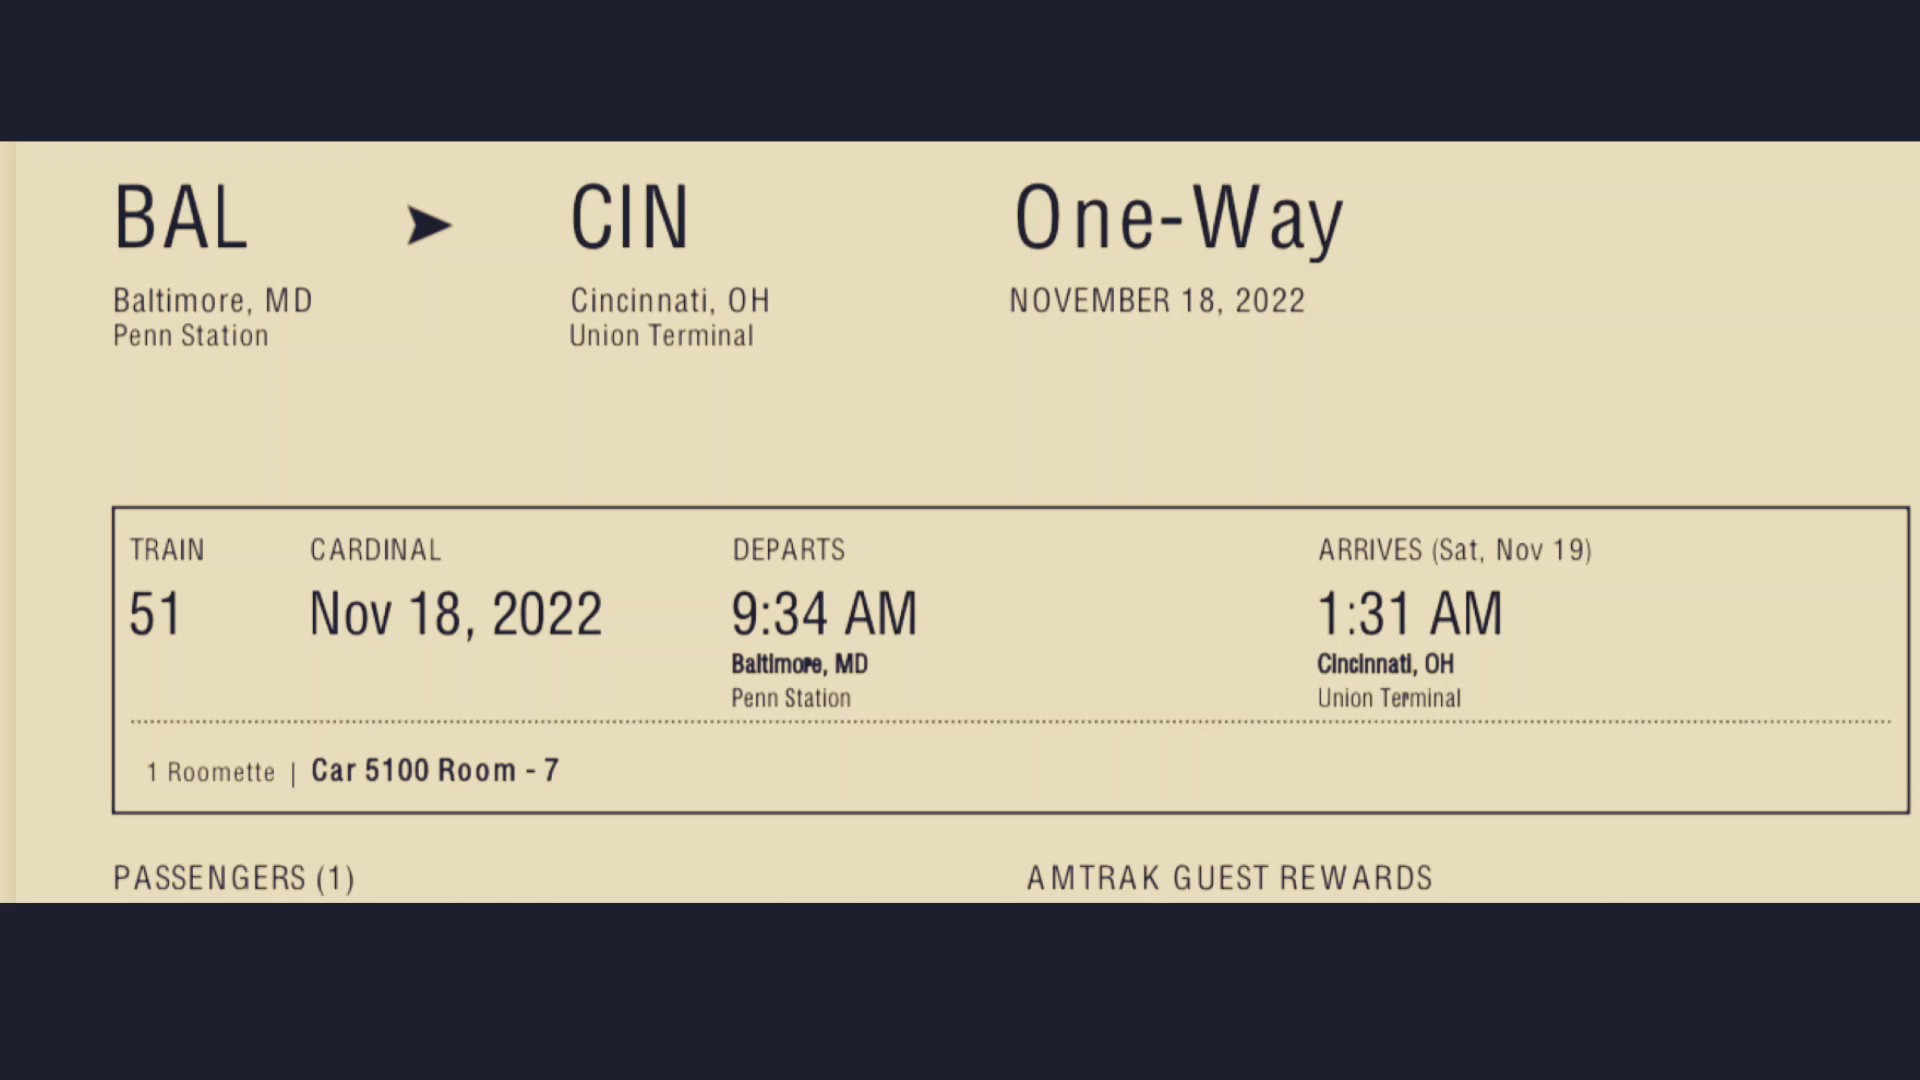 BAL ➤ CIN One-Way
Baltimore, MD Cincinnati, OH NOVEMBER 18, 2022
Penn Station Union Terminal
TRAIN CARDINAL DEPARTS ARRIVES (Sat, Nov 19)
51 Nov 18, 2022 9:34 AM 1:31 AM
Baltimore, MD Cincinnati, OH
Penn Station Union Terminal
1 Roomette | Car 5100 Room - 7
PASSENGERS (1) AMTRAK GUEST REWARDS